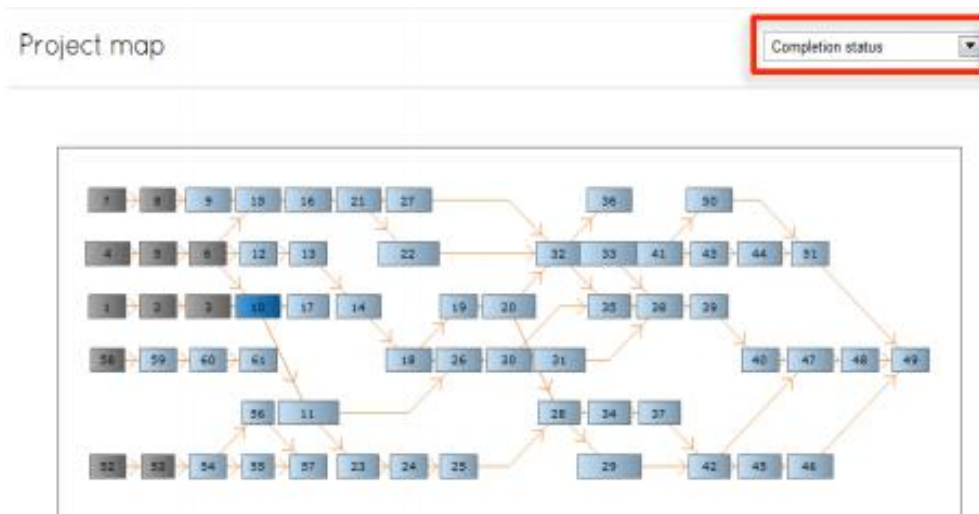 Project map
Completion status
7 8 9 15 16 21 27 36 50
4 5 6 12 13 22 32 33 41 43 44 51
1 2 3 10 17 14 19 20 35 38 39
58 59 60 61 18 26 30 31 40 47 48 49
56 11 28 34 37
52 53 54 55 57 23 24 25 29 42 45 46